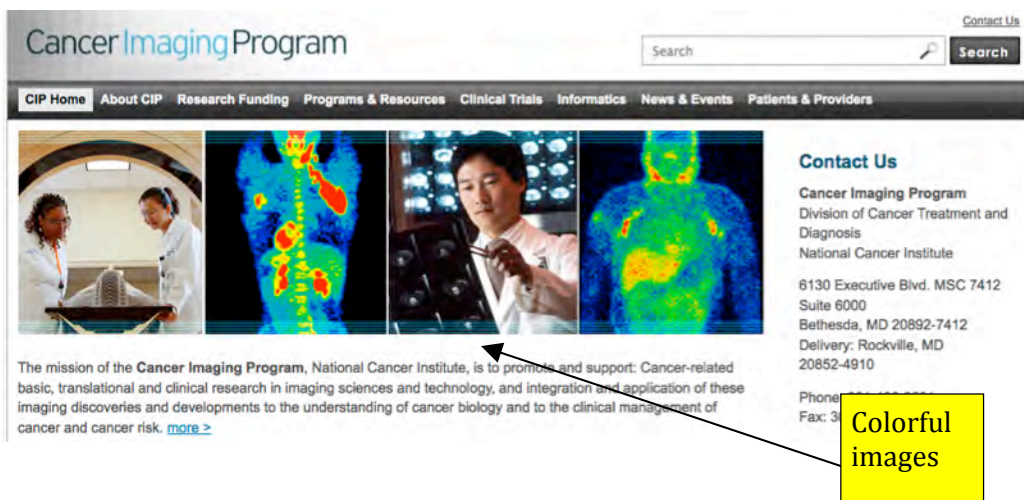 Contact Us
Cancer Imaging Program
Search
Search
CIP Home About CIP Research Funding Programs & Resources Clinical Trials Informatics News & Events Patients & Providers
Contact Us
Cancer Imaging Program
Division of Cancer Treatment and
Diagnosis
National Cancer Institute
6130 Executive Blvd. MSC 7412
Suite 6000
Bethesda, MD 20892-7412
Delivery: Rockville, MD
20852-4910
Phone
Fax:
The mission of the Cancer Imaging Program, National Cancer Institute, is to promote and support: Cancer-related
basic, translational and clinical research in imaging sciences and technology, and integration and application of these
imaging discoveries and developments to the understanding of cancer biology and to the clinical management of
cancer and cancer risk. more >
Colorful
images